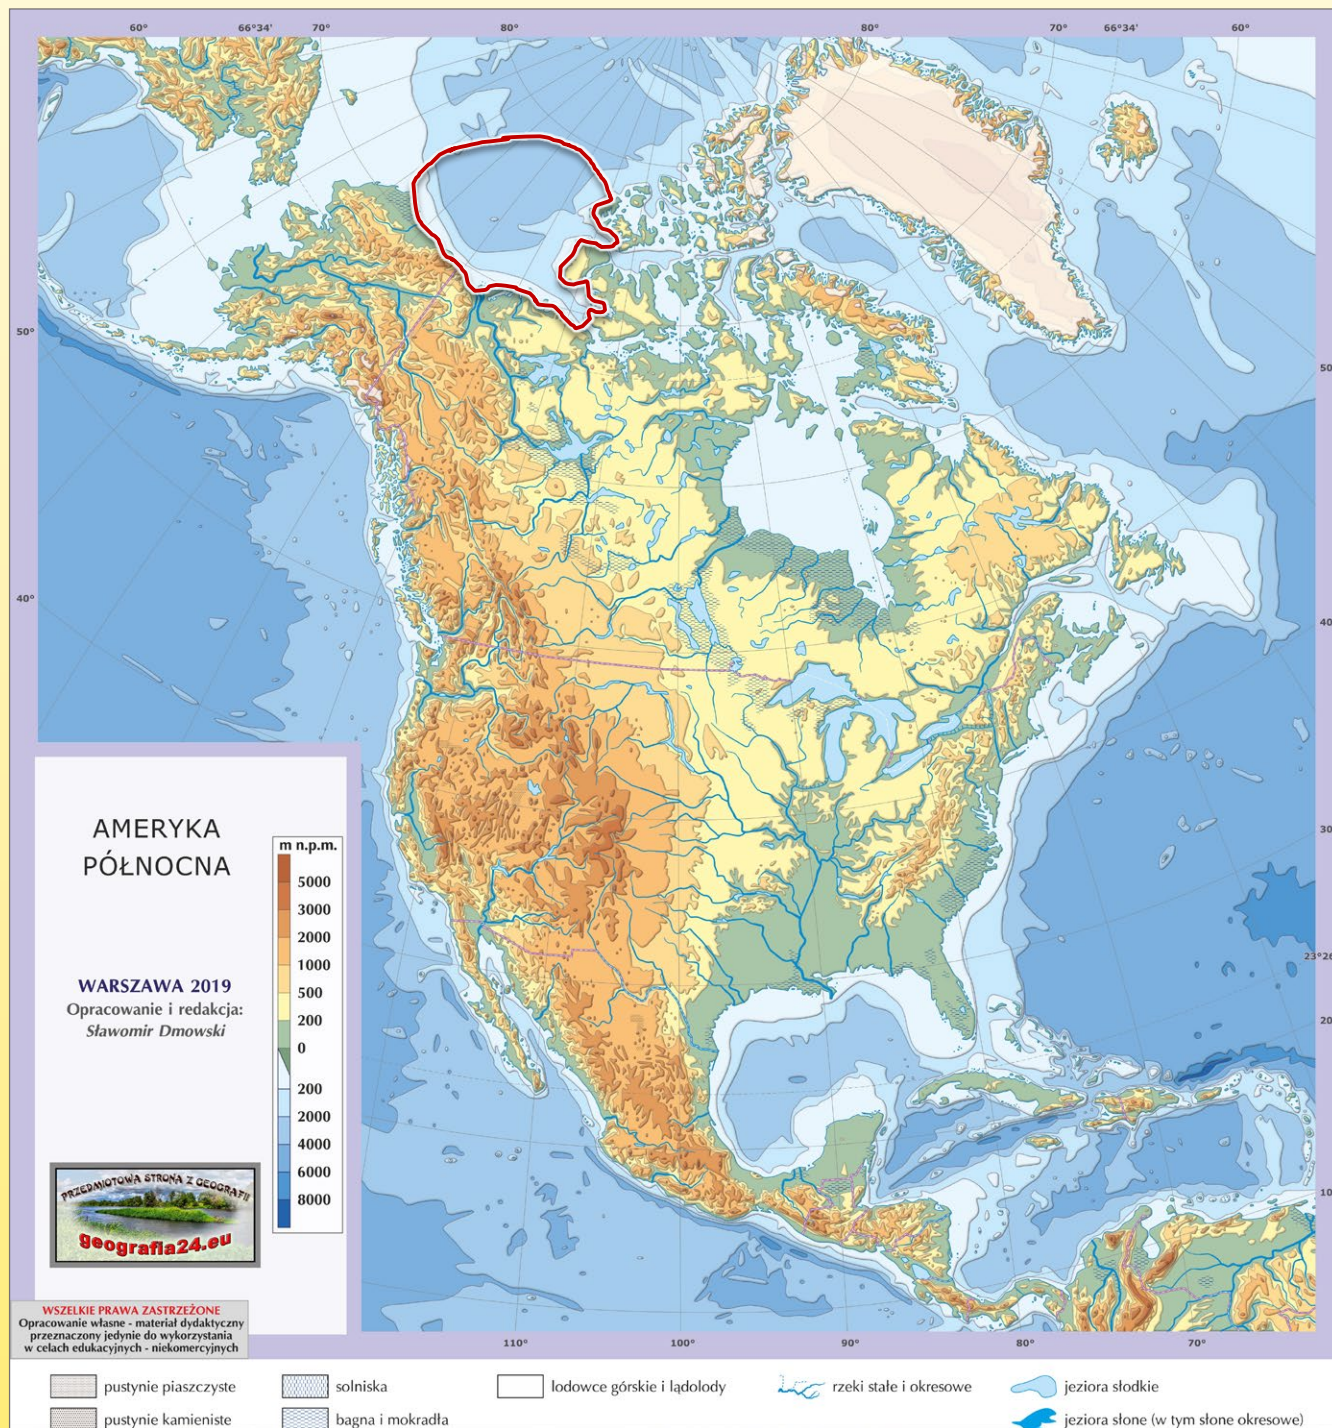 60° 66°34' 70° 80° 80° 70° 66°34' 60°
50°
50
40°
40
30
23°26
20
10
AMERYKA
PÓŁNOCNA
WARSZAWA 2019
Opracowanie i redakcja:
Sławomir Dmowski
m n.p.m.
5000
3000
2000
1000
500
200
0
200
2000
4000
6000
8000
PRZEDMIOTOWA STRONA Z GEOGRAFII
geografia24.eu
WSZELKIE PRAWA ZASTRZEŻONE
Opracowanie własne - materiał dydaktyczny
przeznaczony jedynie do wykorzystania
w celach edukacyjnych - niekomercyjnych
110° 100° 90° 80° 70°
pustynie piaszczyste
solniska
lodowce górskie i lądolody
rzeki stałe i okresowe
jeziora słodkie
pustynie kamieniste
bagna i mokradła
jeziora słone (w tym słone okresowe)